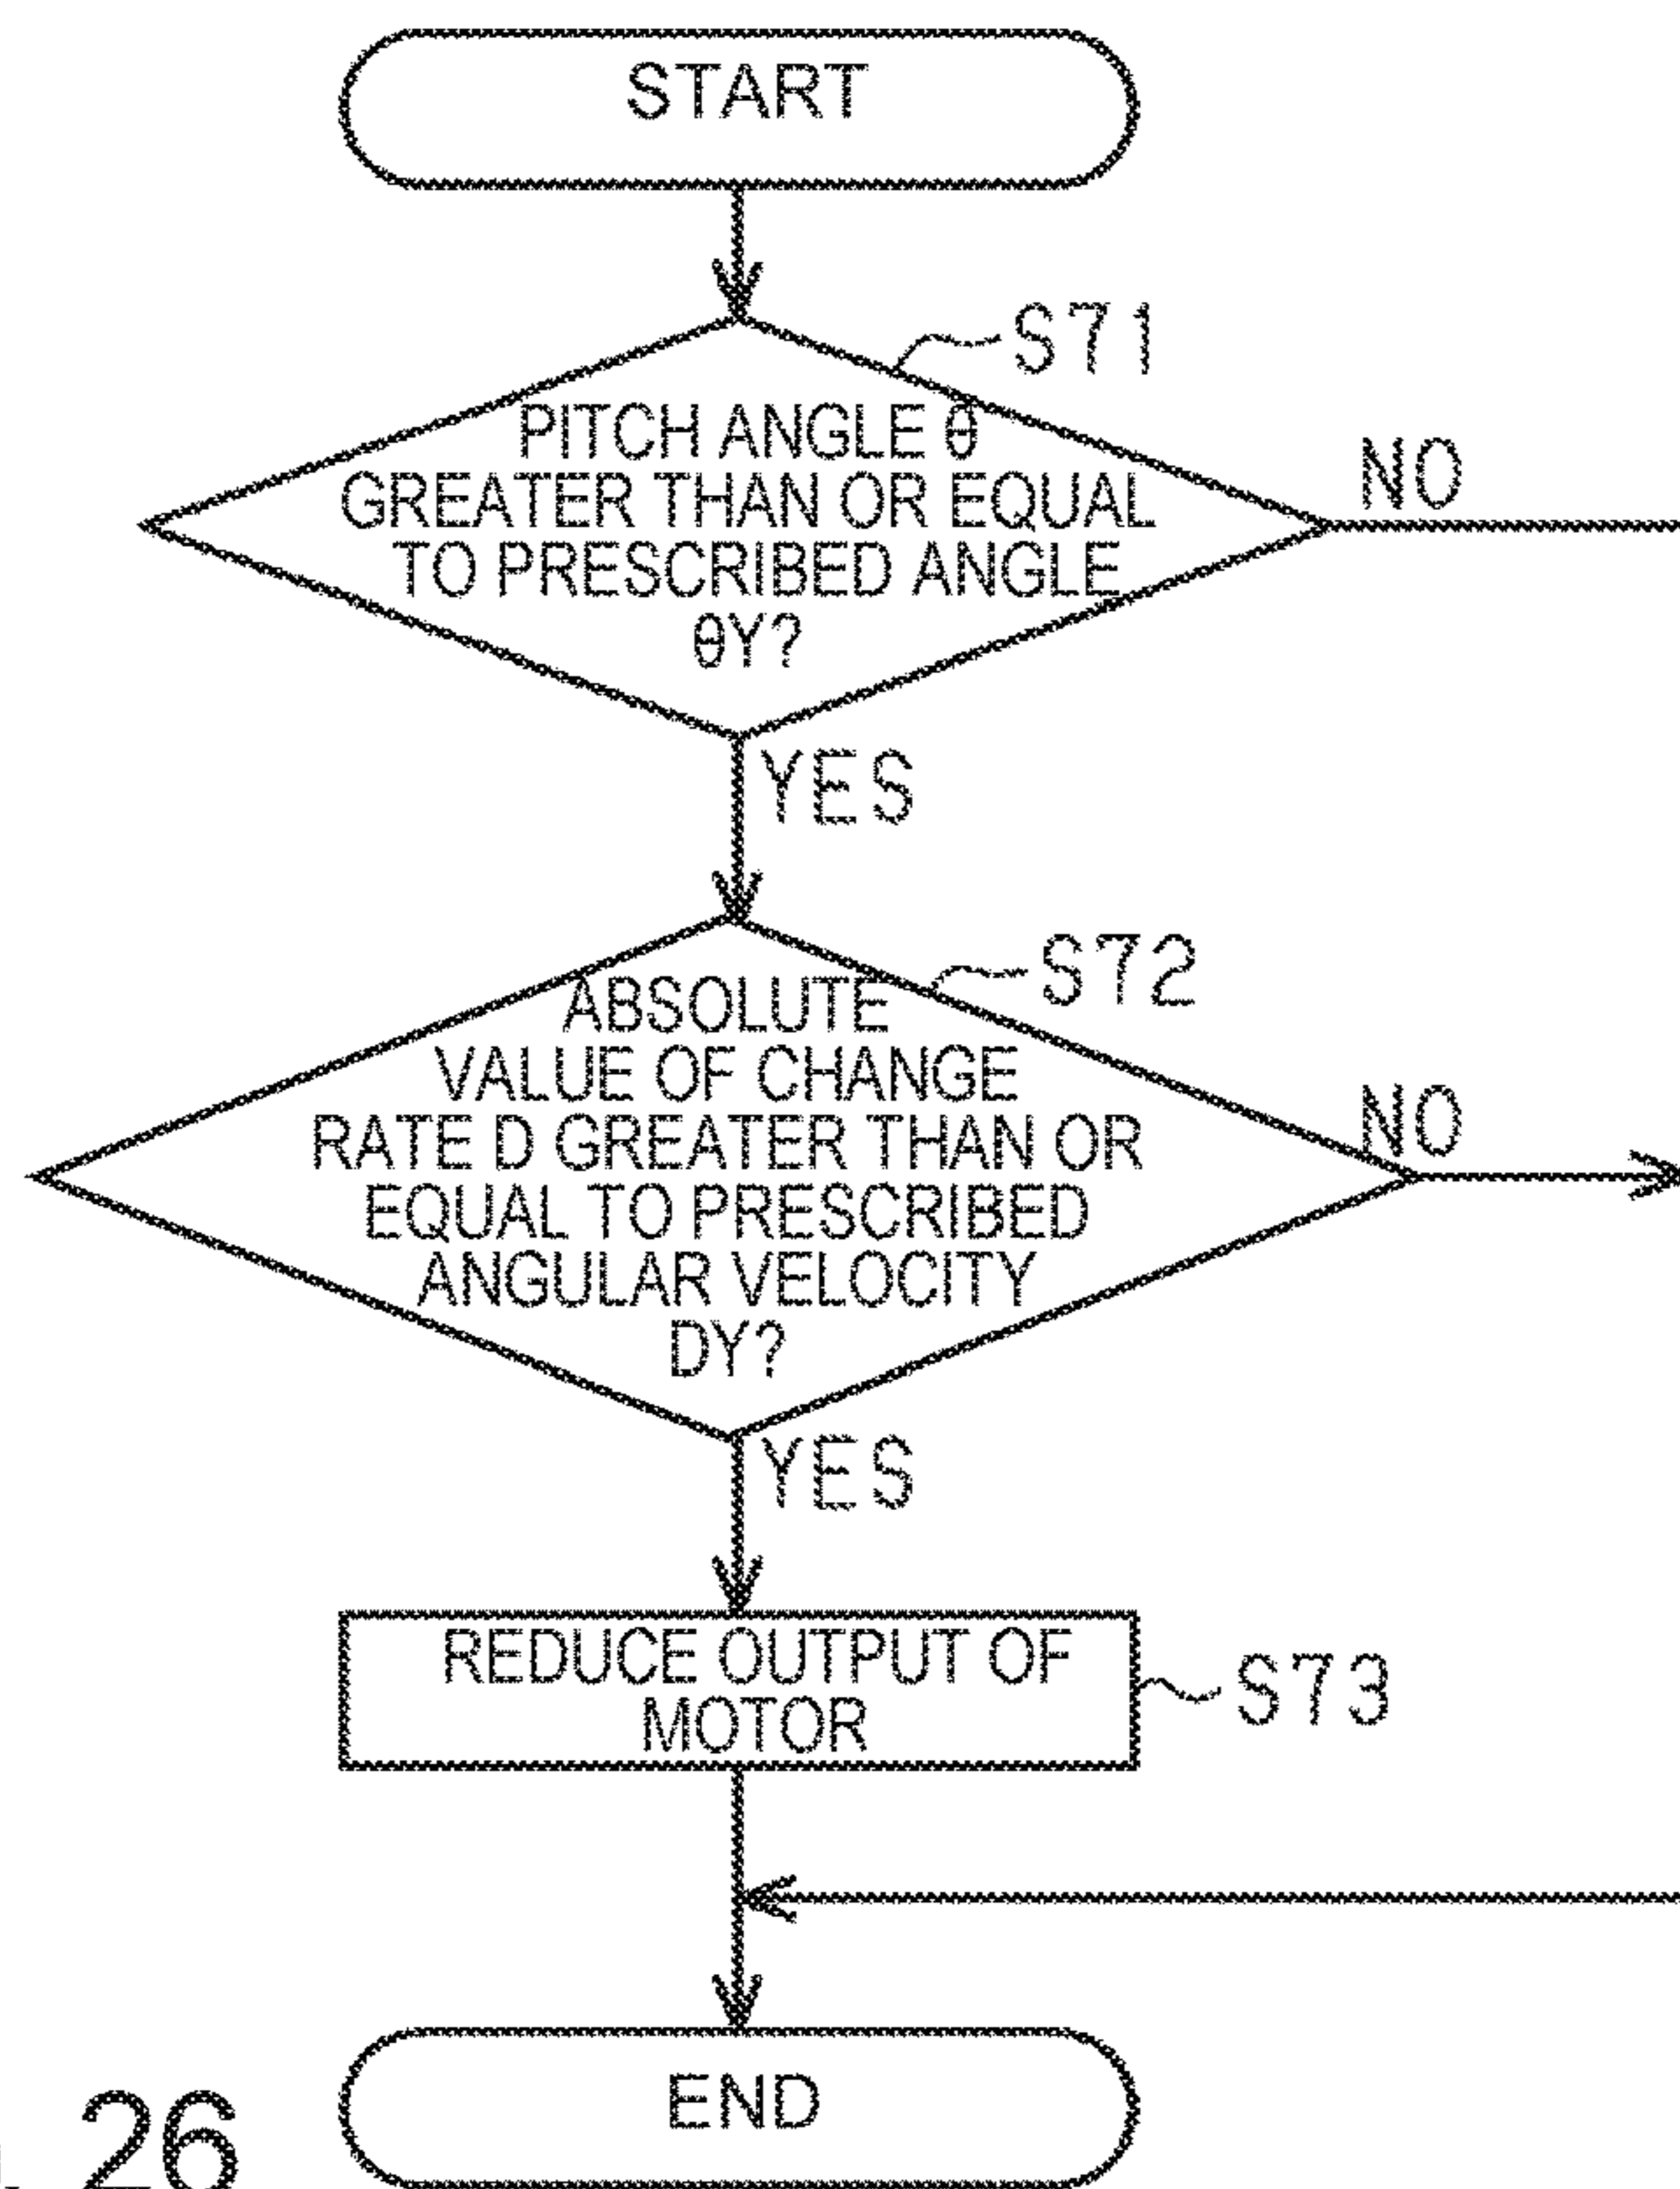 START
S71
PITCH ANGLE θ
GREATER THAN OR EQUAL
TO PRESCRIBED ANGLE
θY?
NO
YES
S72
ABSOLUTE
VALUE OF CHANGE
RATE D GREATER THAN OR
EQUAL TO PRESCRIBED
ANGULAR VELOCITY
DY?
NO
YES
REDUCE OUTPUT OF
MOTOR
S73
END
26